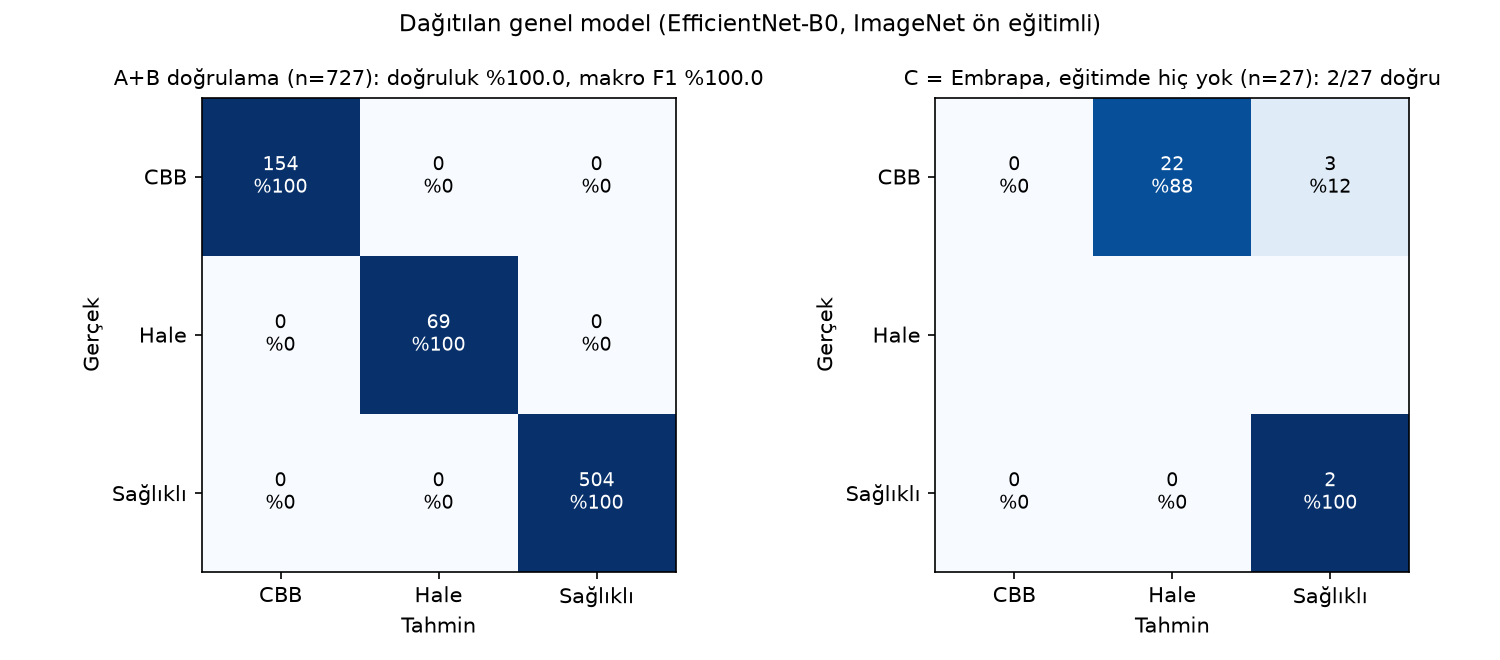 Dağıtılan genel model (EfficientNet-B0, ImageNet ön eğitimli)
A+B doğrulama (n=727): doğruluk %100.0, makro F1 %100.0
Gerçek
CBB
154
%100
0
%0
0
%0
Hale
0
%0
69
%100
0
%0
Sağlıklı
0
%0
0
%0
504
%100
CBB
Hale
Sağlıklı
Tahmin
C = Embrapa, eğitimde hiç yok (n=27): 2/27 doğru
Gerçek
CBB
0
%0
22
%88
3
%12
Hale
Sağlıklı
0
%0
0
%0
2
%100
CBB
Hale
Sağlıklı
Tahmin